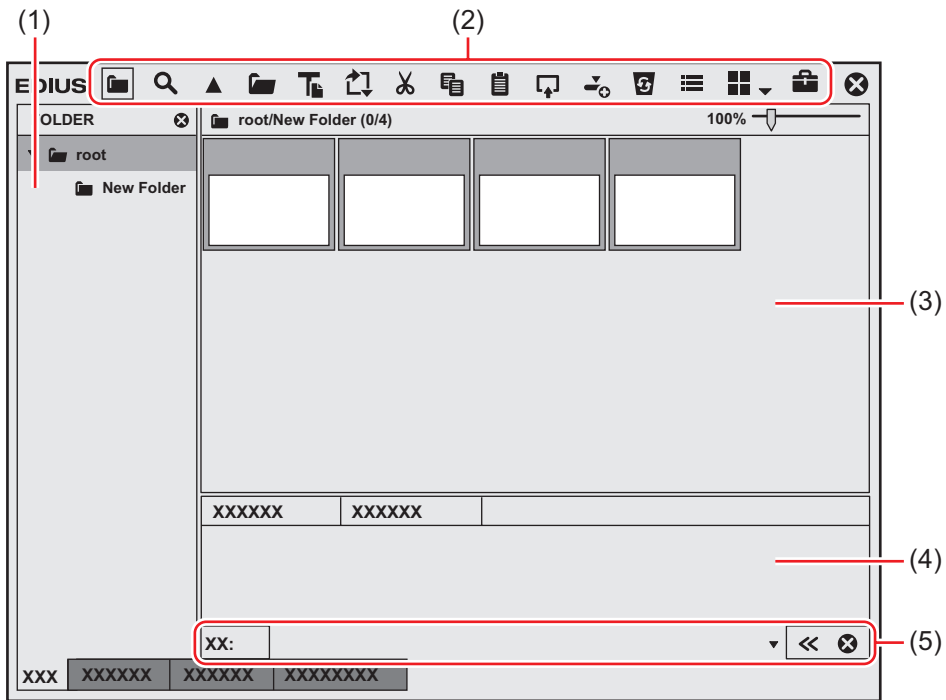 (1)
(2)
EDIUS
FOLDER
root/New Folder (0/4)
100%
root
New Folder
(3)
XXXXXX XXXXXX
(4)
XX:
(5)
XXX XXXXXX XXXXXX XXXXXXXX